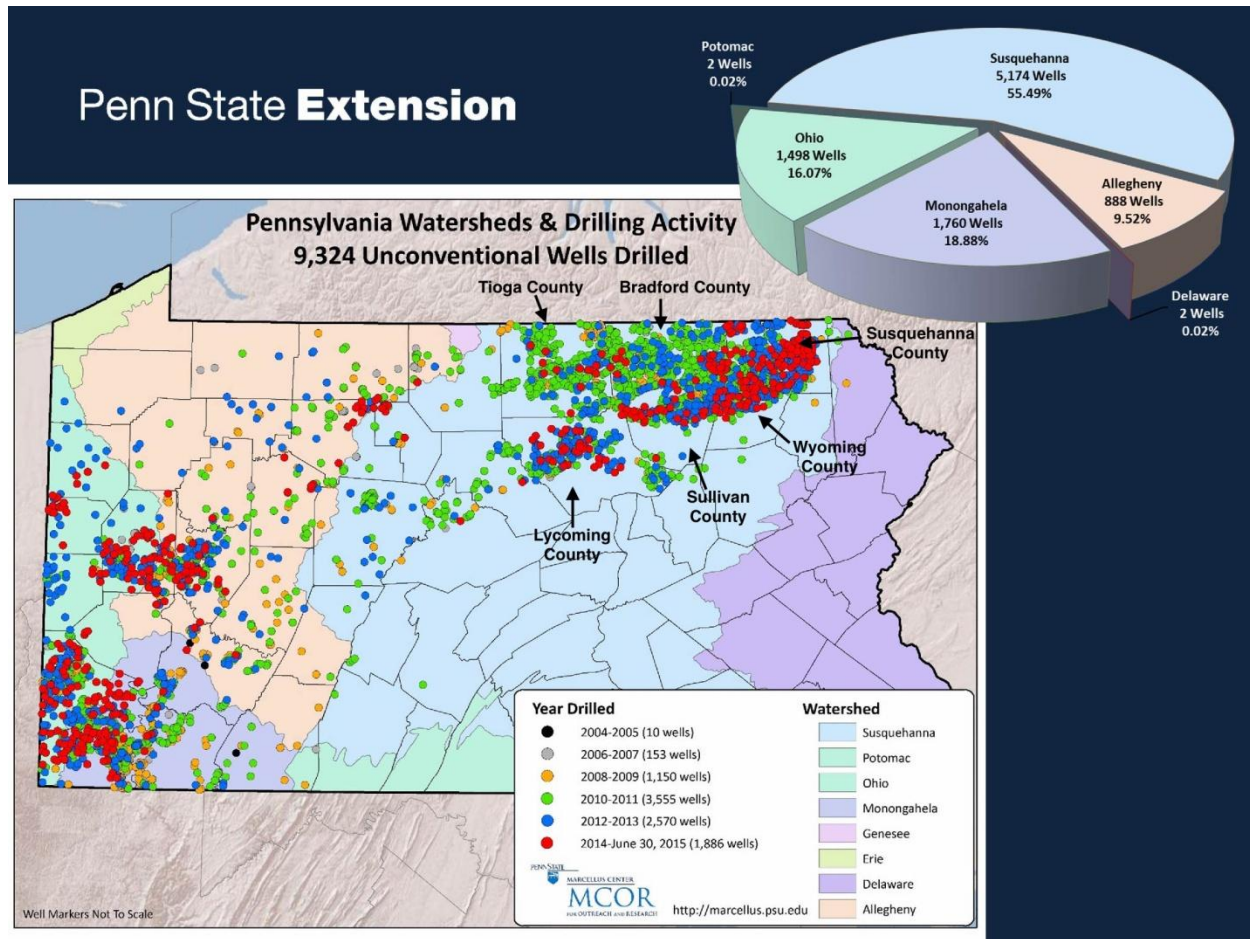 Penn State Extension
Potomac
2 Wells
0.02%
Susquehanna
5,174 Wells
55.49%
Ohio
1,498 Wells
16.07%
Monongahela
1,760 Wells
18.88%
Allegheny
888 Wells
9.52%
Delaware
2 Wells
0.02%
Pennsylvania Watersheds & Drilling Activity
9,324 Unconventional Wells Drilled
Tioga County
Bradford County
Susquehanna
County
Wyoming
County
Sullivan
County
Lycoming
County
Year Drilled
2004-2005 (10 wells)
2006-2007 (153 wells)
2008-2009 (1,150 wells)
2010-2011 (3,555 wells)
2012-2013 (2,570 wells)
2014-June 30, 2015 (1,886 wells)
Watershed
Susquehanna
Potomac
Ohio
Monongahela
Genesee
Erie
Delaware
Allegheny
PENNSTATE
MARCELLUS CENTER
MCOR
FOR OUTREACH AND RESEARCH
http://marcellus.psu.edu
Well Markers Not To Scale